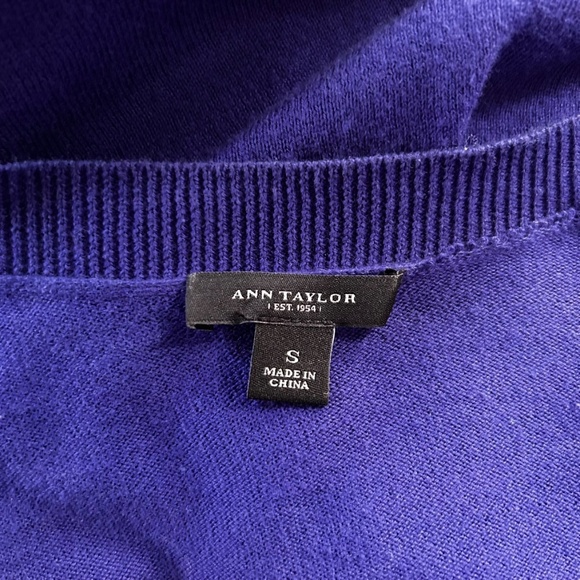 ANN TAYLOR
| EST. 1954 |
S
MADE IN
CHINA